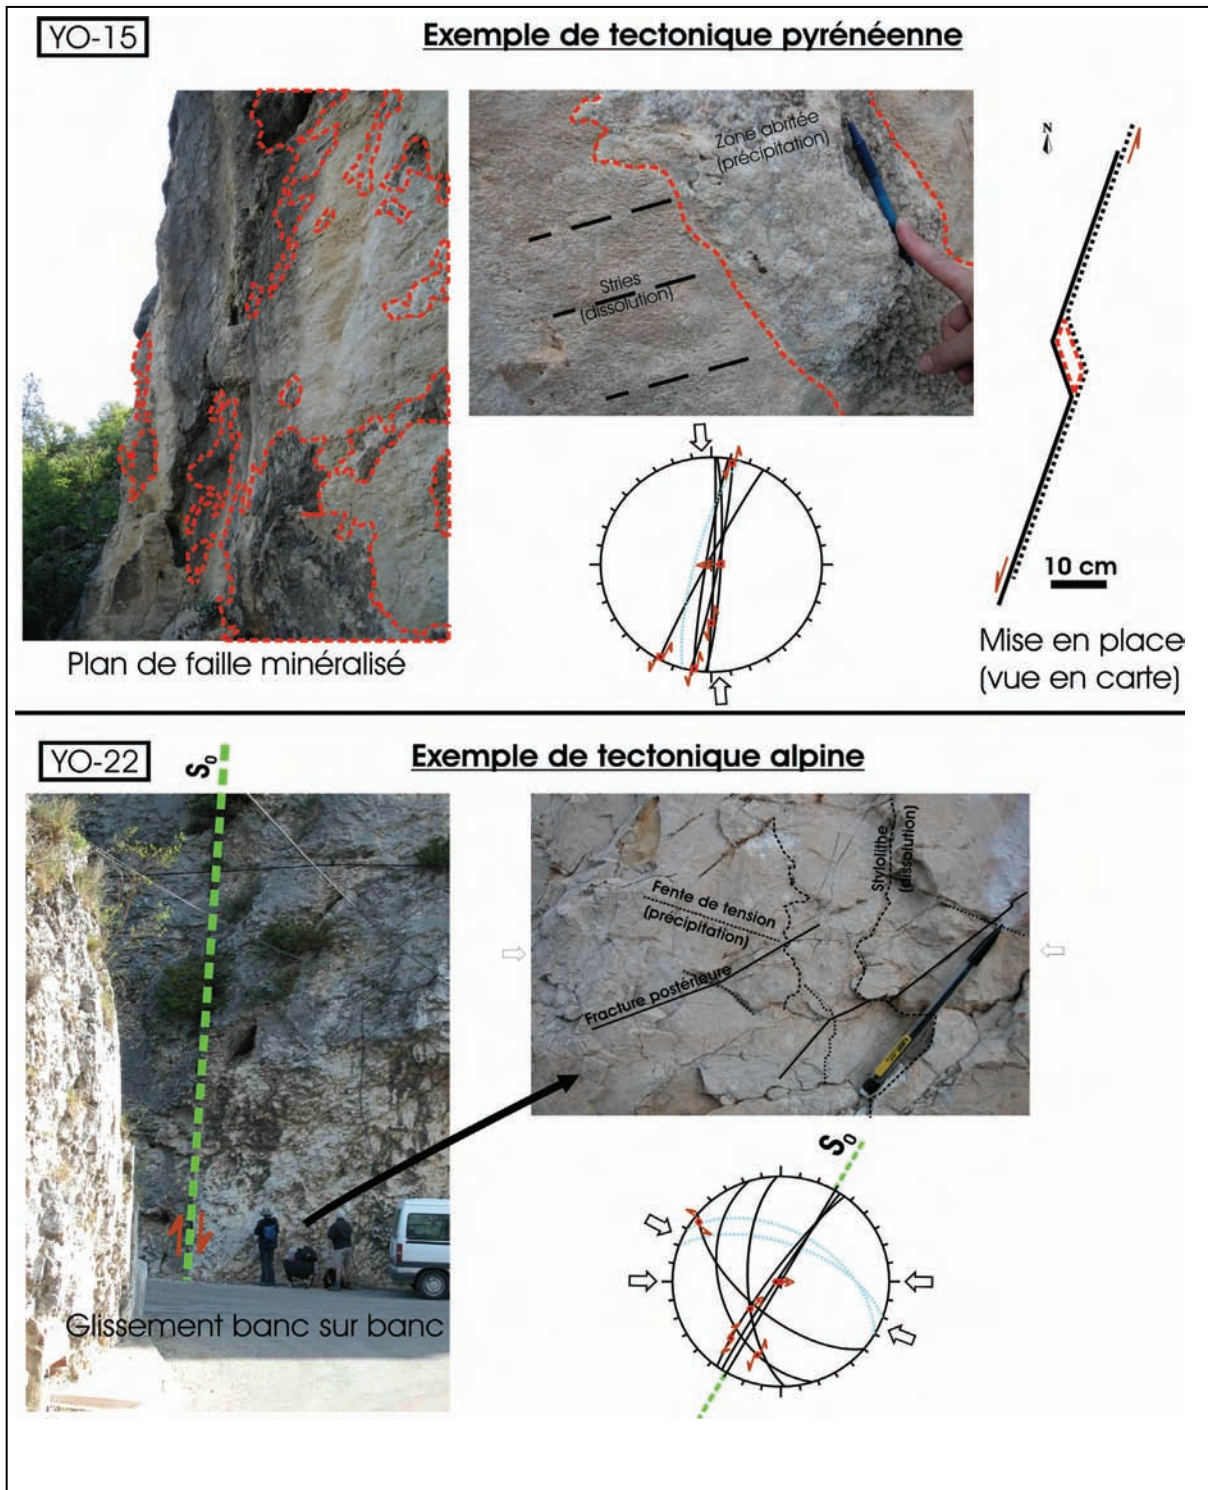 YO-15
Exemple de tectonique pyrénéenne
Zone abritée
(précipitation)
Stries
(dissolution)
N
10 cm
Plan de faille minéralisé
Mise en place
(vue en carte)
YO-22
Exemple de tectonique alpine
S0
Stylolithe
(dissolution)
Fente de tension
(précipitation)
Fracture postérieure
Glissement banc sur banc
S0